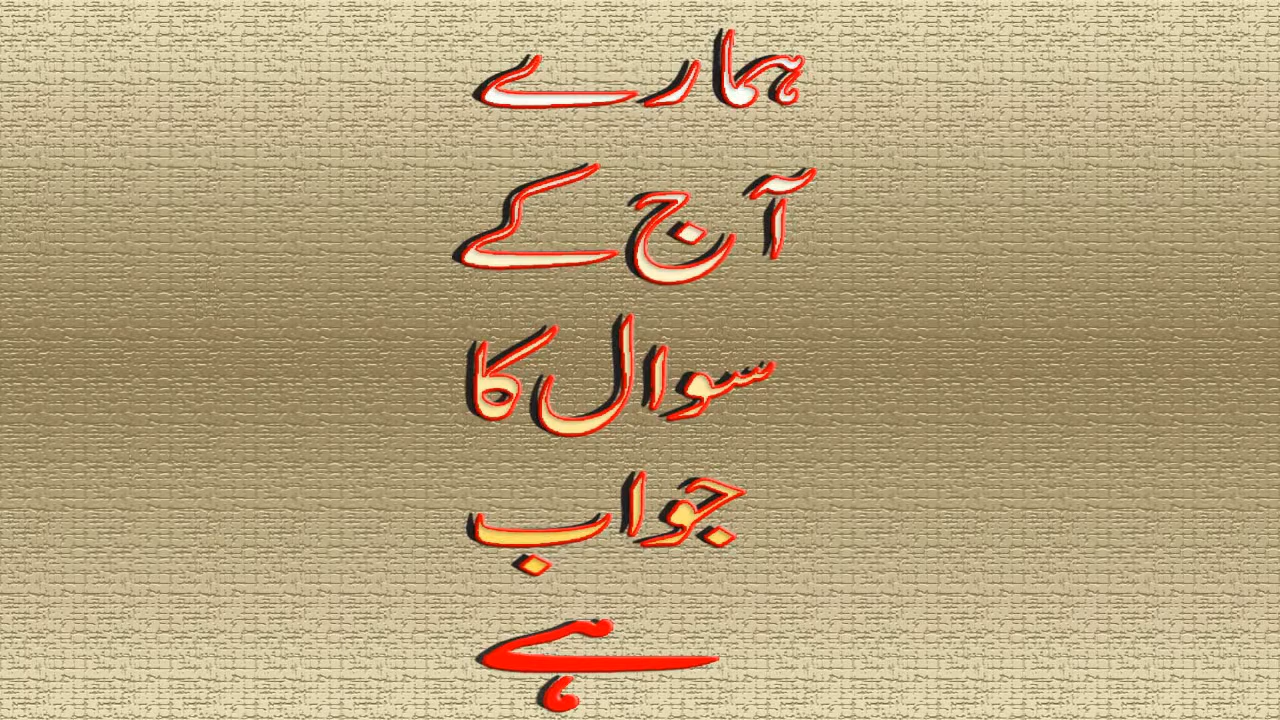 ہمارے
آج کے
سوال کا
جواب
ہے